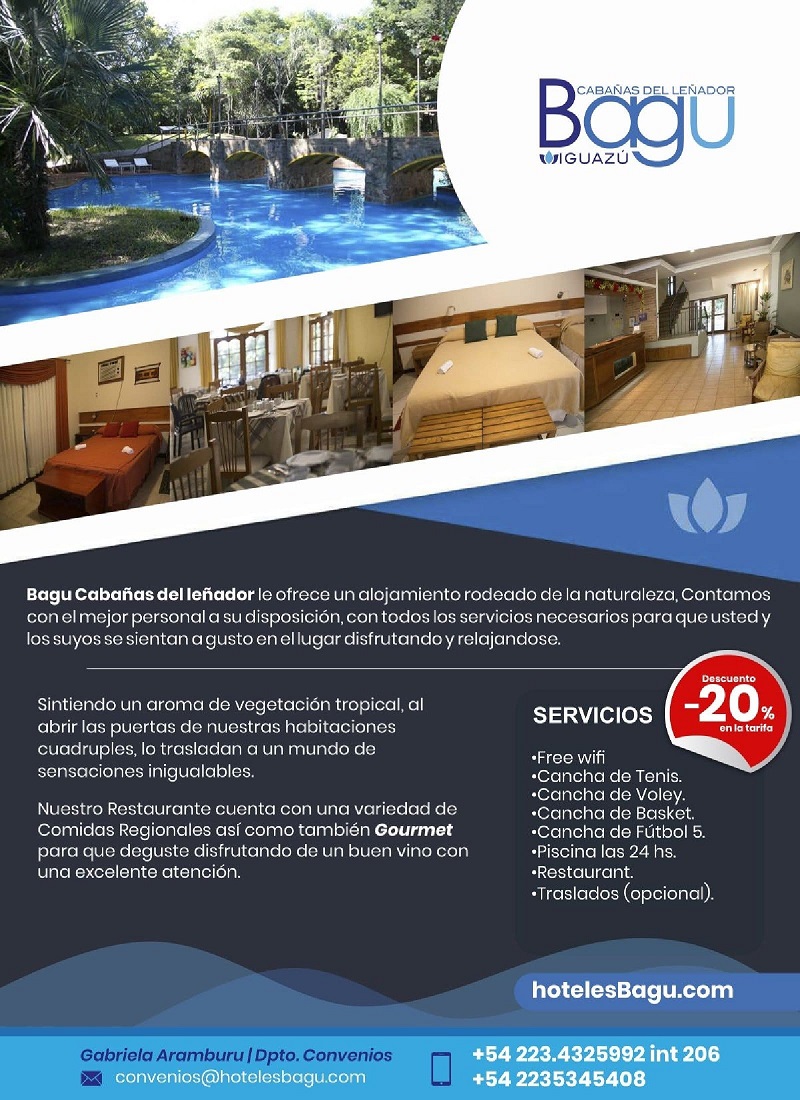 CABAÑAS DEL LEÑADOR
Bagu
IGUAZÚ
Bagu Cabañas del leñador le ofrece un alojamiento rodeado de la naturaleza, Contamos
con el mejor personal a su disposición, con todos los servicios necesarios para que usted y
los suyos se sientan a gusto en el lugar disfrutando y relajandose.
Sintiendo un aroma de vegetación tropical, al
abrir las puertas de nuestras habitaciones
cuadruples, lo trasladan a un mundo de
sensaciones inigualables.
Nuestro Restaurante cuenta con una variedad de
Comidas Regionales así como también Gourmet
para que deguste disfrutando de un buen vino con
una excelente atención.
Descuento
-20%
en la tarifa
SERVICIOS
•Free wifi
•Cancha de Tenis.
•Cancha de Voley.
•Cancha de Basket.
•Cancha de Fútbol 5.
•Piscina las 24 hs.
•Restaurant.
•Traslados (opcional).
hotelesBagu.com
Gabriela Aramburu | Dpto. Convenios
convenios@hotelesbagu.com
+54 223.4325992 int 206
+54 2235345408